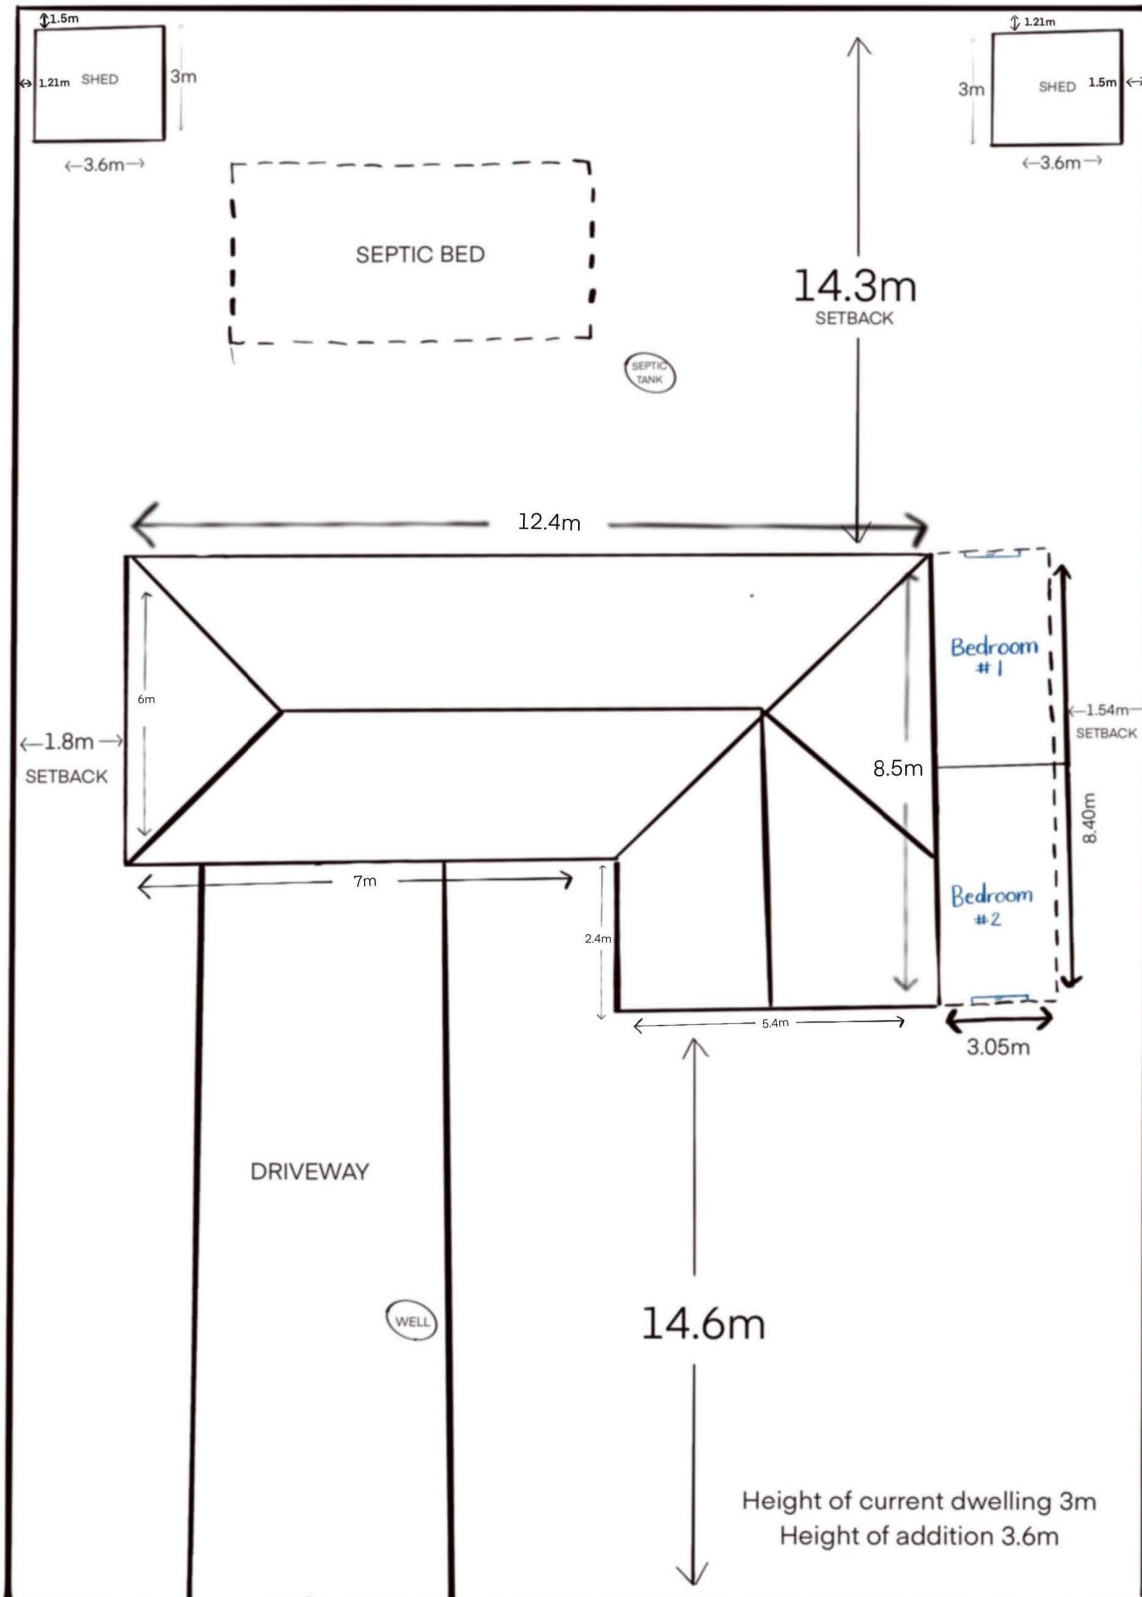 1.5m
1.21m
SHED
3m
3.6m
1.21m
3m
SHED
1.5m
3.6m
SEPTIC BED
14.3m
SETBACK
SEPTIC
TANK
12.4m
Bedroom
#1
6m
1.8m
SETBACK
1.54m
SETBACK
8.5m
8.40m
7m
Bedroom
#2
2.4m
5.4m
3.05m
DRIVEWAY
WELL
14.6m
Height of current dwelling 3m
Height of addition 3.6m